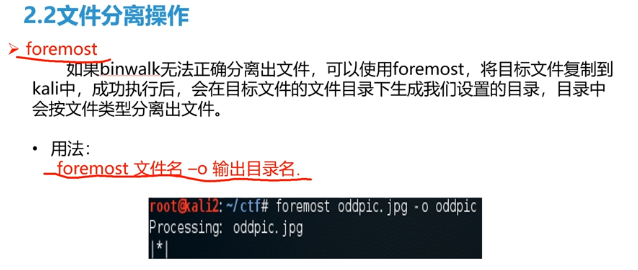 2.2文件分离操作
➢ foremost
如果binwalk无法正确分离出文件，可以使用foremost，将目标文件复制到
kali中，成功执行后，会在目标文件的文件目录下生成我们设置的目录，目录中
会按文件类型分离出文件。
• 用法：
foremost 文件名 –o 输出目录名.
root@kali2:~/ctf# foremost oddpic.jpg -o oddpic
Processing: oddpic.jpg
|*|